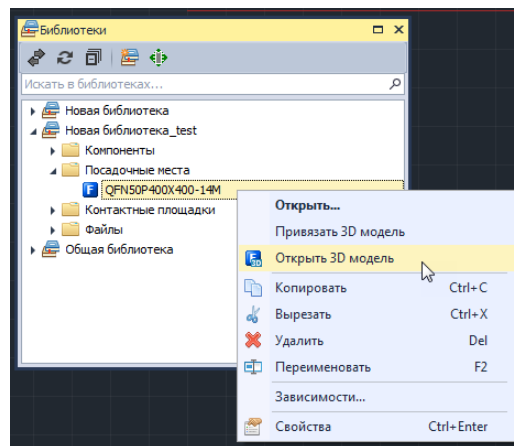 Библиотеки
Искать в библиотеках...
Новая библиотека
Новая библиотека_test
Компоненты
Посадочные места
F QFN50P400X400-14M
Контактные площадки
Файлы
Общая библиотека
Открыть...
Привязать 3D модель
F 3D Открыть 3D модель
Копировать Ctrl+C
Вырезать Ctrl+X
Удалить Del
Переименовать F2
Зависимости...
Свойства Ctrl+Enter